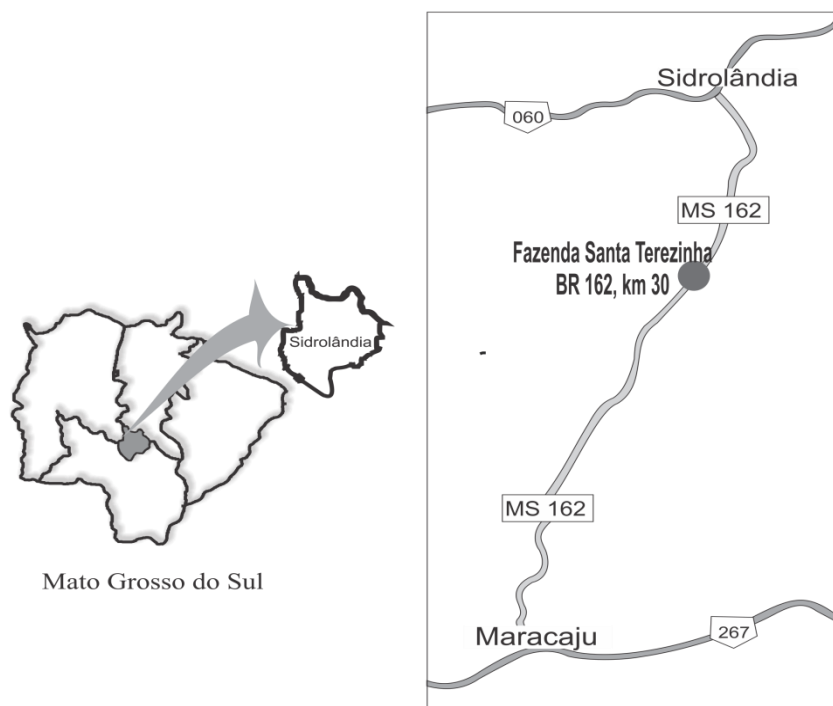 Sidrolândia
060
MS 162
Fazenda Santa Terezinha
BR 162, km 30
Sidrolândia
MS 162
Mato Grosso do Sul
Maracaju
267